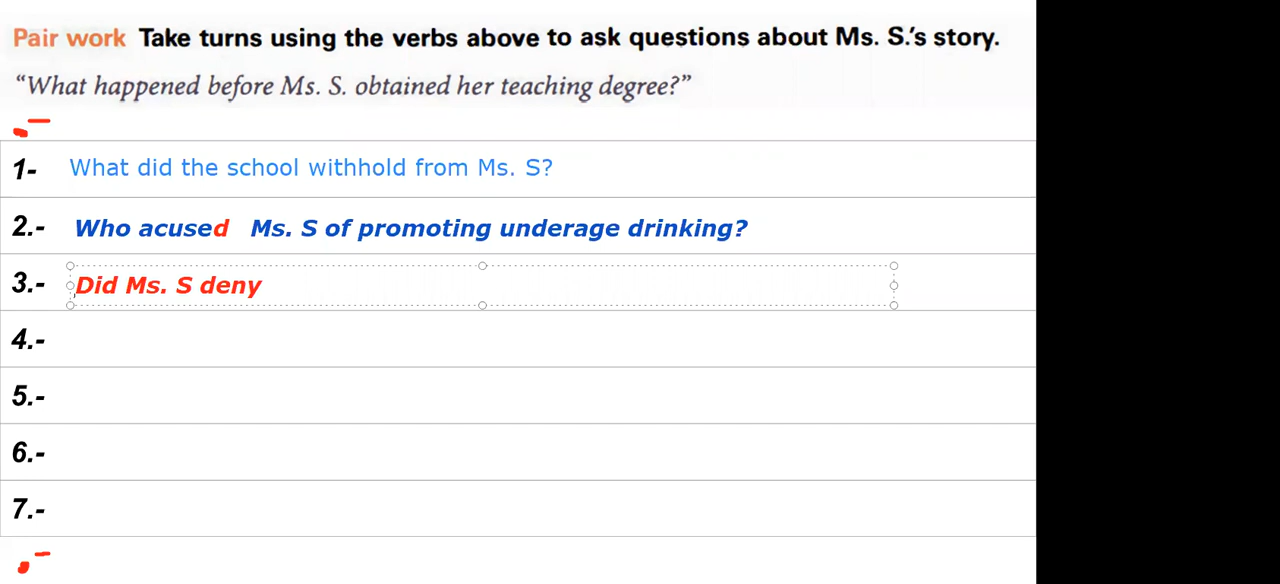 Pair work Take turns using the verbs above to ask questions about Ms. S.'s story.
“What happened before Ms. S. obtained her teaching degree?”
1- What did the school withhold from Ms. S?
2.- Who acused Ms. S of promoting underage drinking?
3.- Did Ms. S deny
4.-
5.-
6.-
7.-